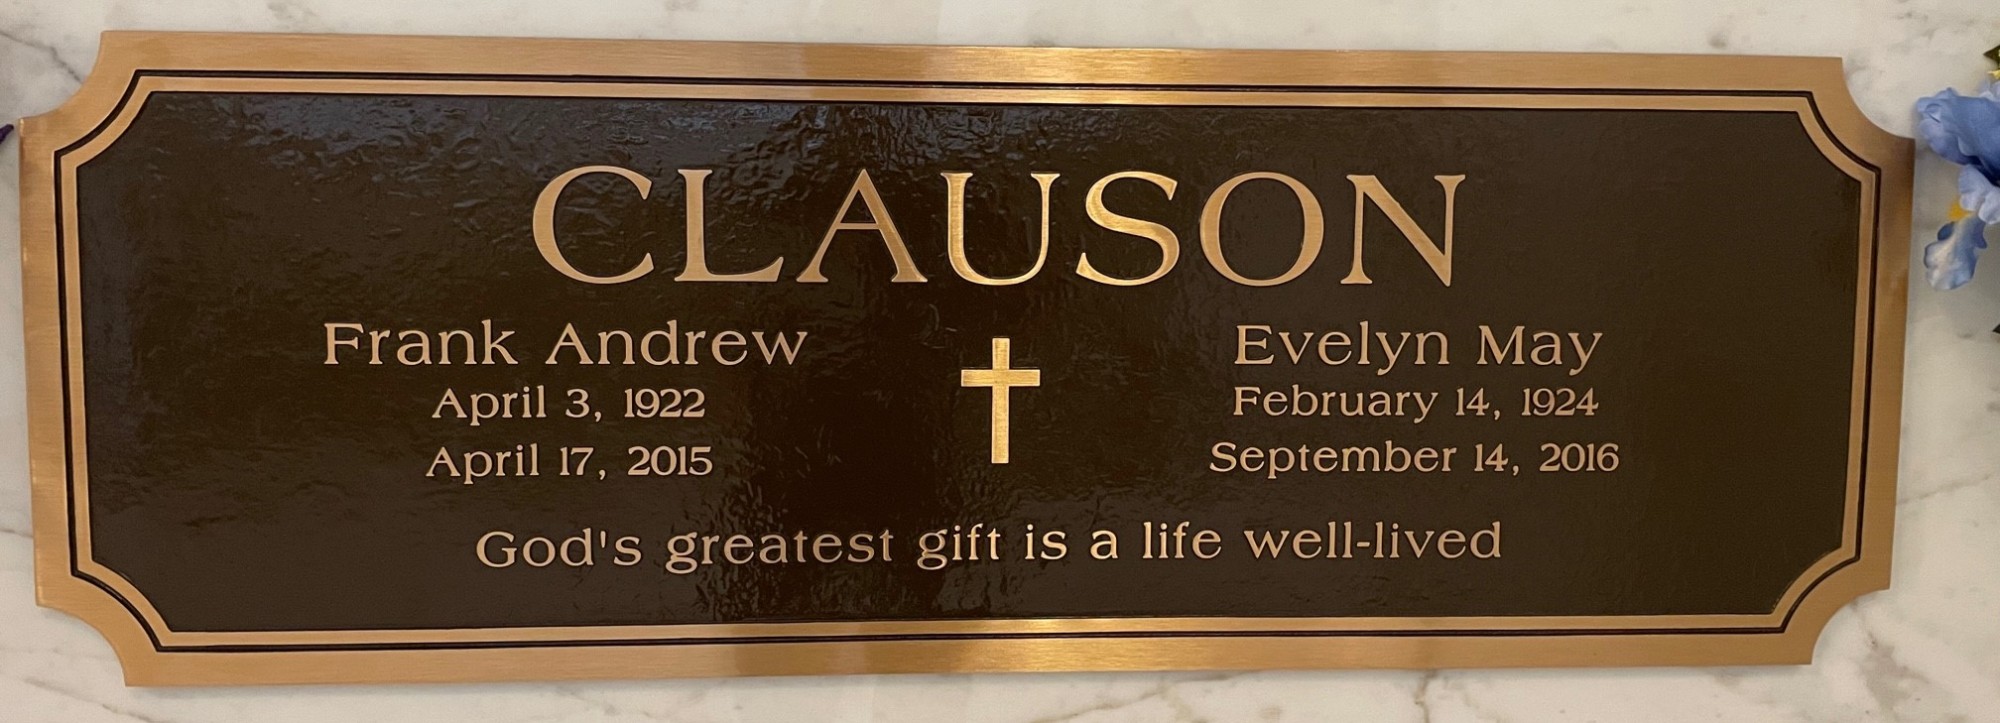 CLAUSON
Frank Andrew
April 3, 1922
April 17, 2015
Evelyn May
February 14, 1924
September 14, 2016
God's greatest gift is a life well-lived